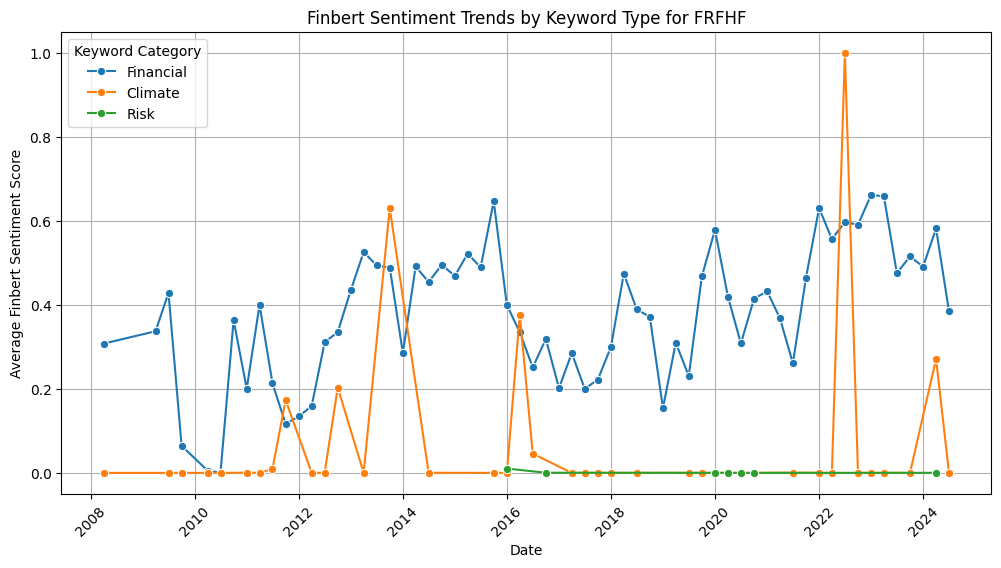 Finbert Sentiment Trends by Keyword Type for FRFHF
Keyword Category
Financial
Climate
Risk
Average Finbert Sentiment Score
1.0
0.8
0.6
0.4
0.2
0.0
2008
2010
2012
2014
2016
2018
2020
2022
2024
Date